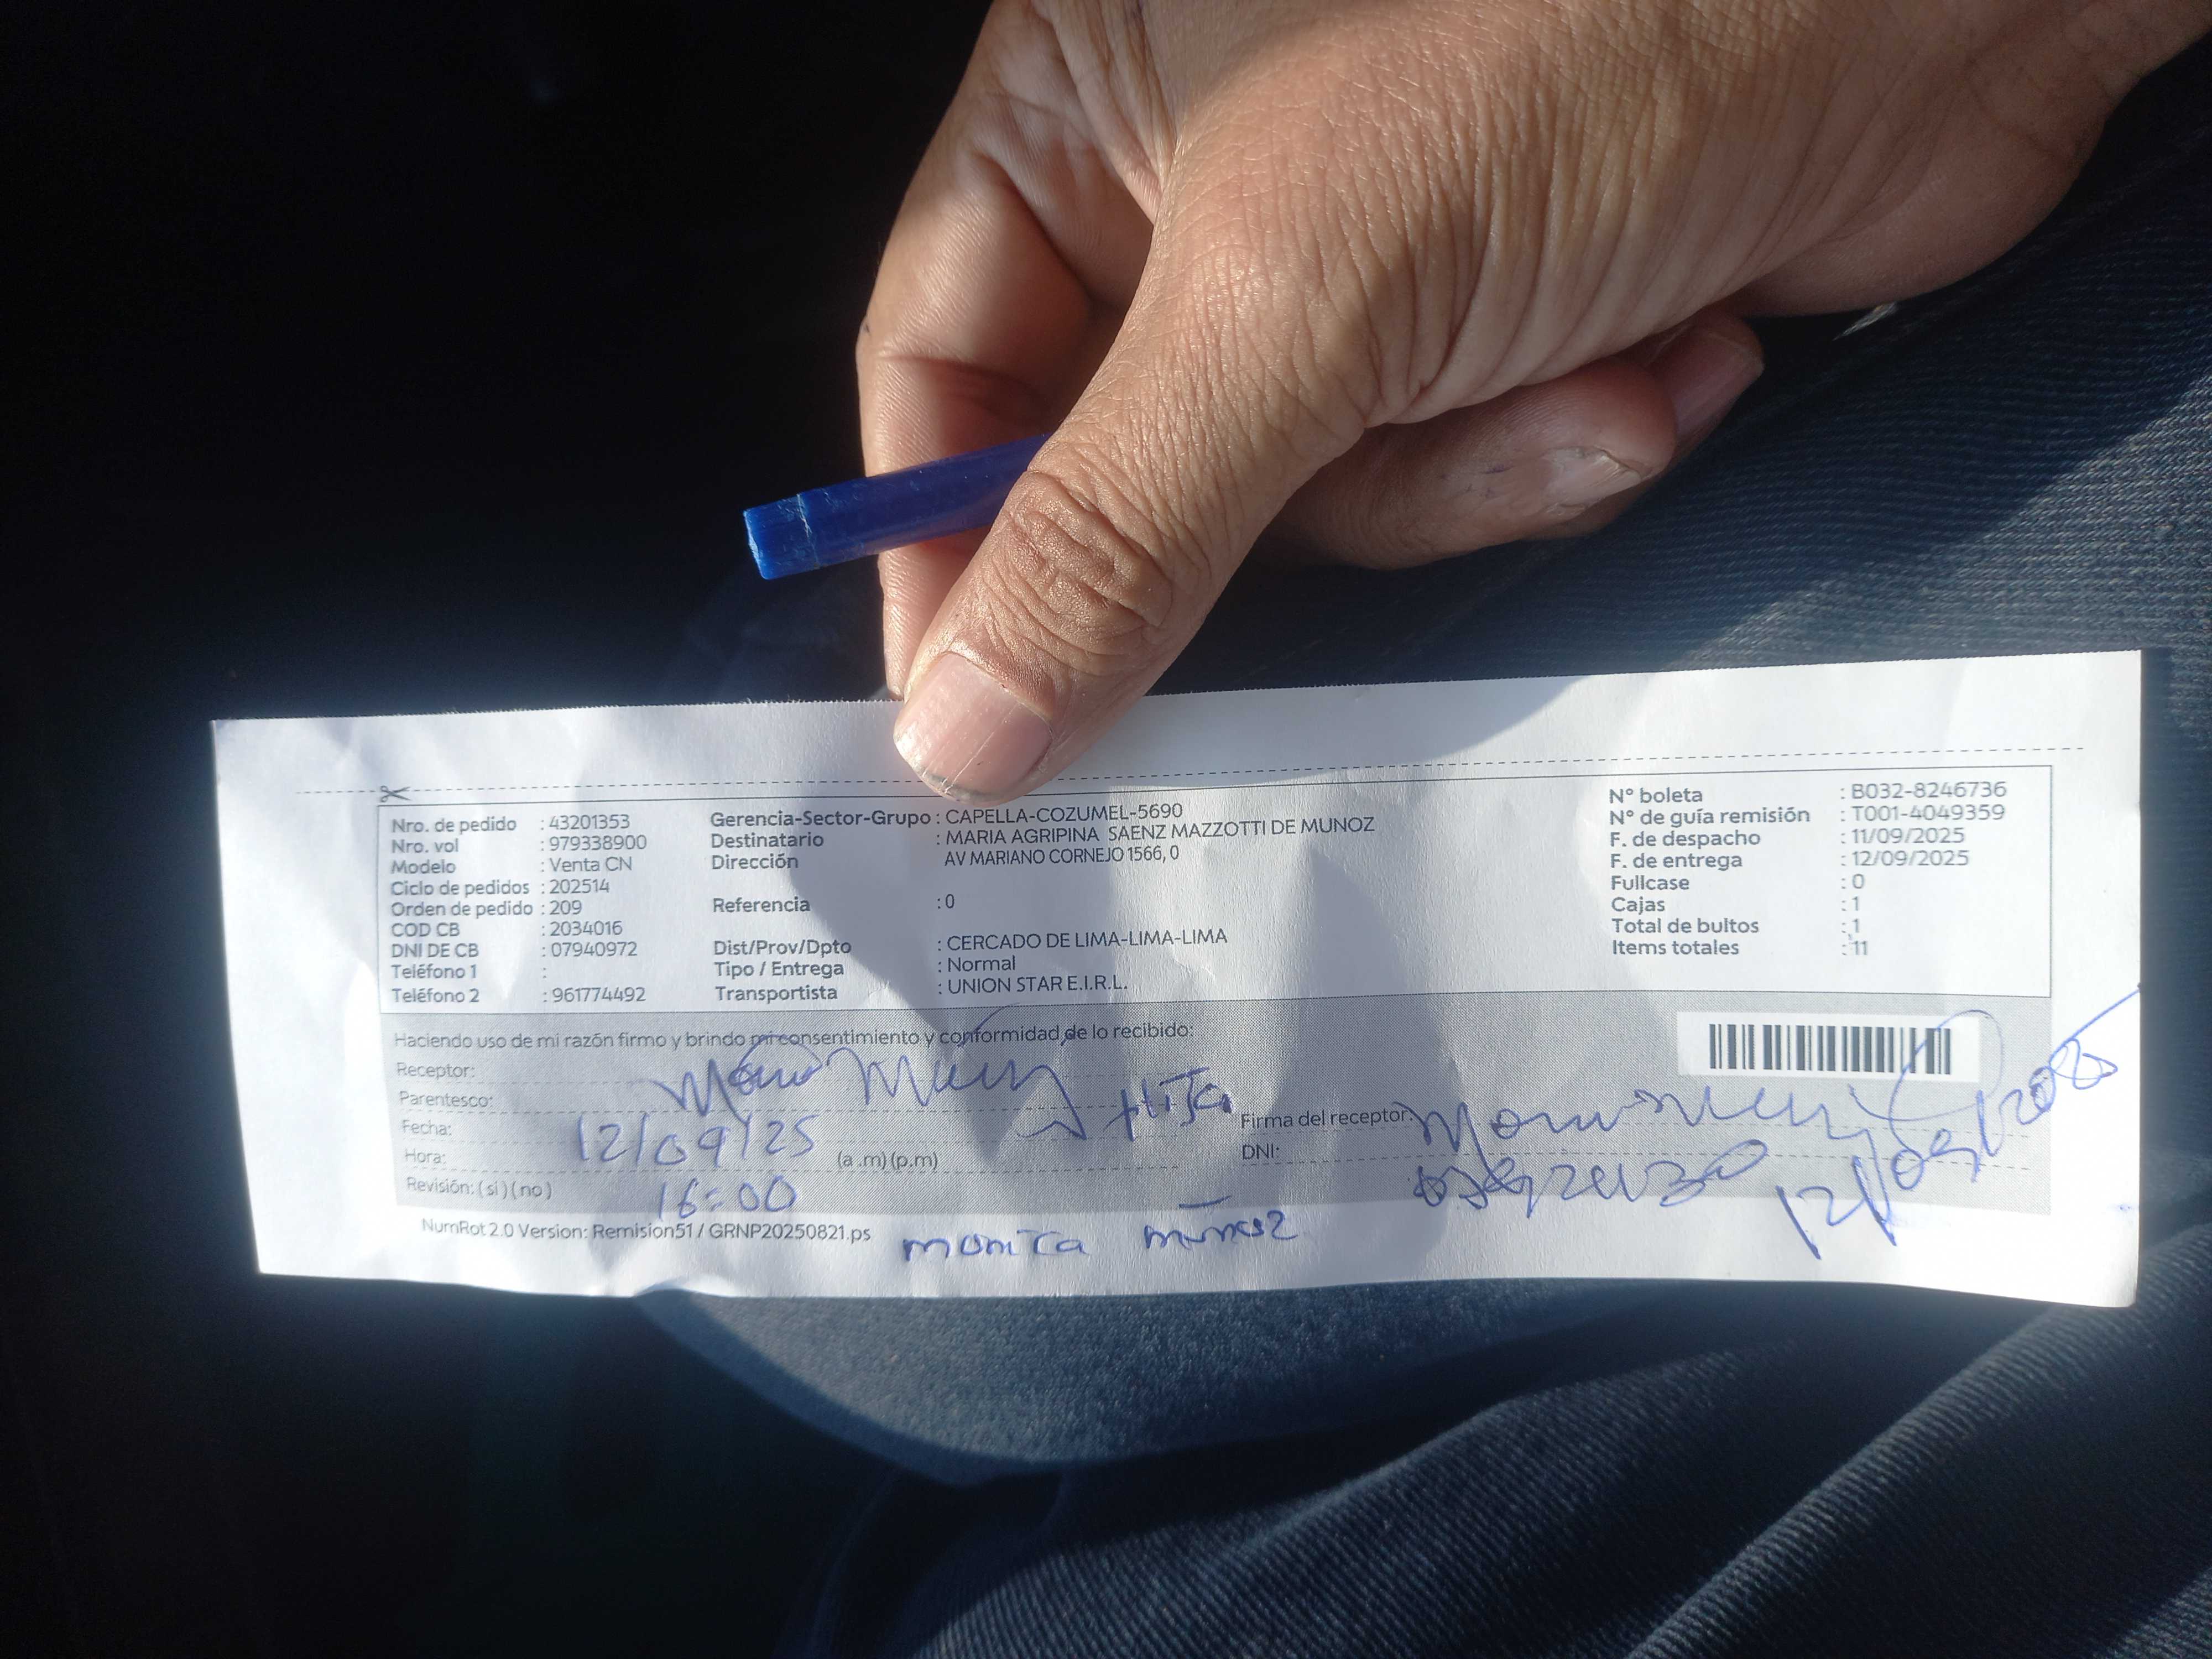 Nro. de pedido : 43201353
Nro. vol : 979338900
Modelo : Venta CN
Ciclo de pedidos : 202514
Orden de pedido : 209
COD CB : 2034016
DNI DE CB : 07940972
Teléfono 1 :
Teléfono 2 : 961774492
Gerencia-Sector-Grupo : CAPELLA-COZUMEL-5690
Destinatario : MARIA AGRIPINA SAENZ MAZZOTTI DE MUNOZ
Dirección AV MARIANO CORNEJO 1566, 0
Referencia : 0
Dist/Prov/Dpto : CERCADO DE LIMA-LIMA-LIMA
Tipo / Entrega : Normal
Transportista : UNION STAR E.I.R.L.
N° boleta : B032-8246736
N° de guía remisión : T001-4049359
F. de despacho : 11/09/2025
F. de entrega : 12/09/2025
Fullcase : 0
Cajas : 1
Total de bultos : 1
Items totales : 11
Haciendo uso de mi razón firmo y brindo mi consentimiento y conformidad de lo recibido:
Receptor:
Parentesco: HIJA
Fecha: 12/09/25
Hora: 16:00 (a .m) (p.m)
Revisión: ( si ) ( no )
Firma del receptor:
DNI:
NumRot 2.0 Version: Remision51 / GRNP20250821.ps
monica muñoz